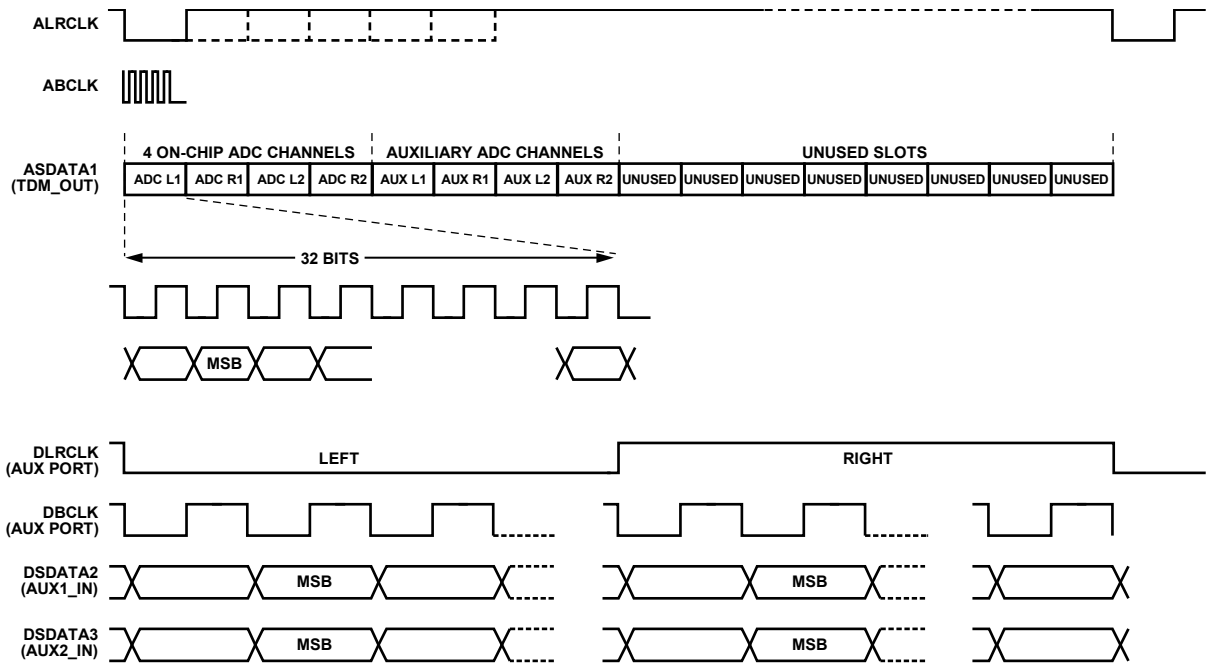 ALRCLK
ABCLK
4 ON-CHIP ADC CHANNELS AUXILIARY ADC CHANNELS UNUSED SLOTS
ASDATA1
(TDM_OUT)
ADC L1 ADC R1 ADC L2 ADC R2 AUX L1 AUX R1 AUX L2 AUX R2 UNUSED UNUSED UNUSED UNUSED UNUSED UNUSED UNUSED UNUSED
32 BITS
MSB
DLRCLK
(AUX PORT)
LEFT RIGHT
DBCLK
(AUX PORT)
DSDATA2
(AUX1_IN)
MSB MSB
DSDATA3
(AUX2_IN)
MSB MSB